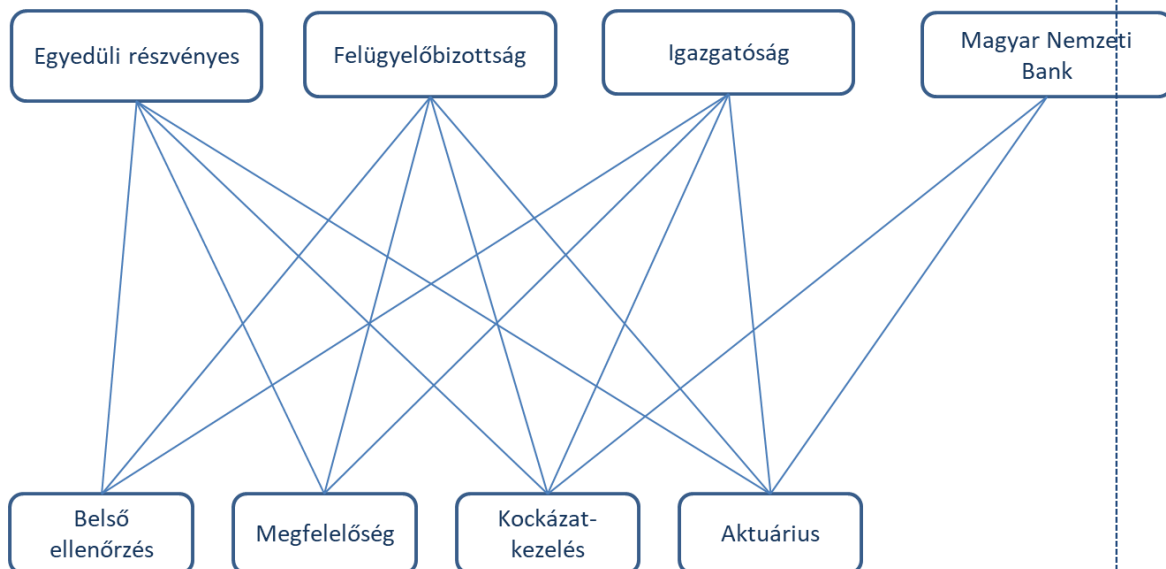 Egyedüli részvényes
Felügyelőbizottság
Igazgatóság
Magyar Nemzeti
Bank
Belső
ellenőrzés
Megfelelőség
Kockázat-
kezelés
Aktuárius